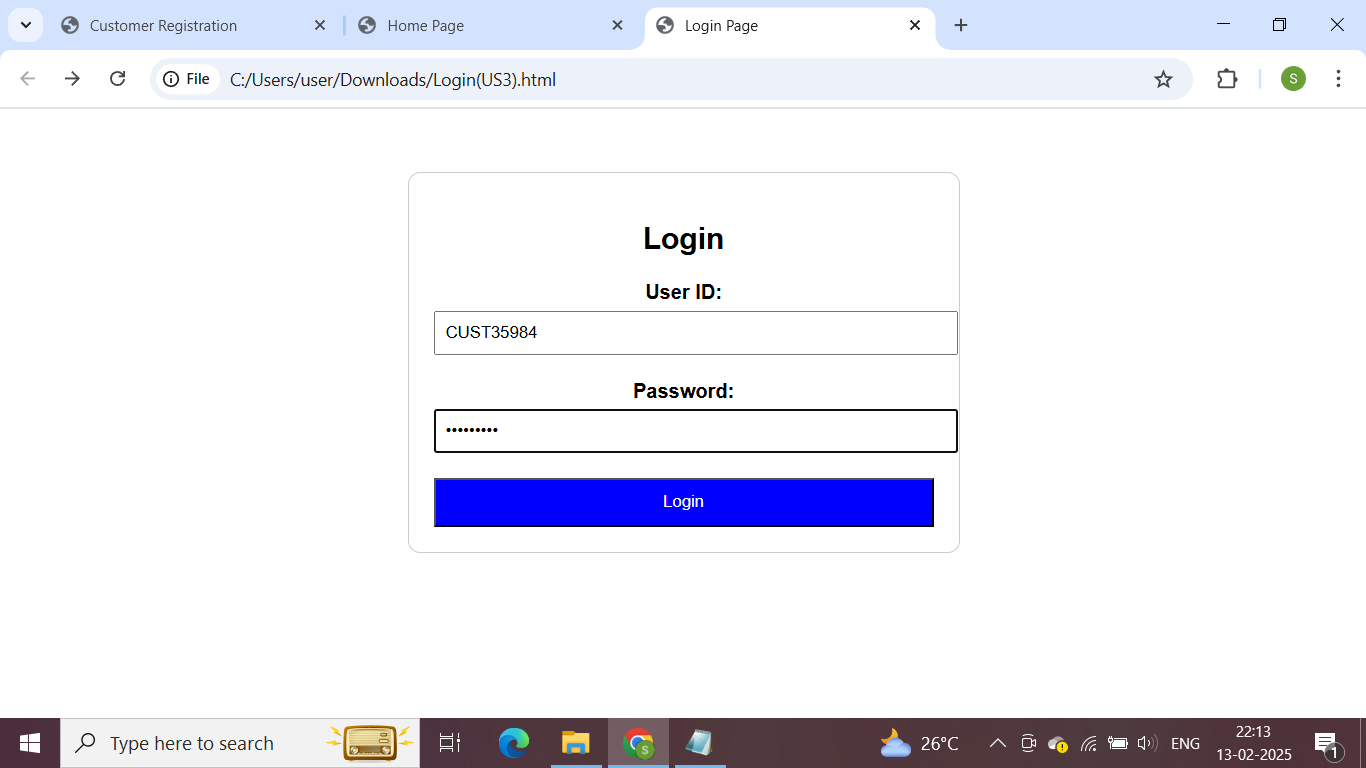 Customer Registration
Home Page
Login Page
File
C:/Users/user/Downloads/Login(US3).html
S
Login
User ID:
CUST35984
Password:
•••••••••
Login
Type here to search
S
26°C
ENG
22:13
13-02-2025
1